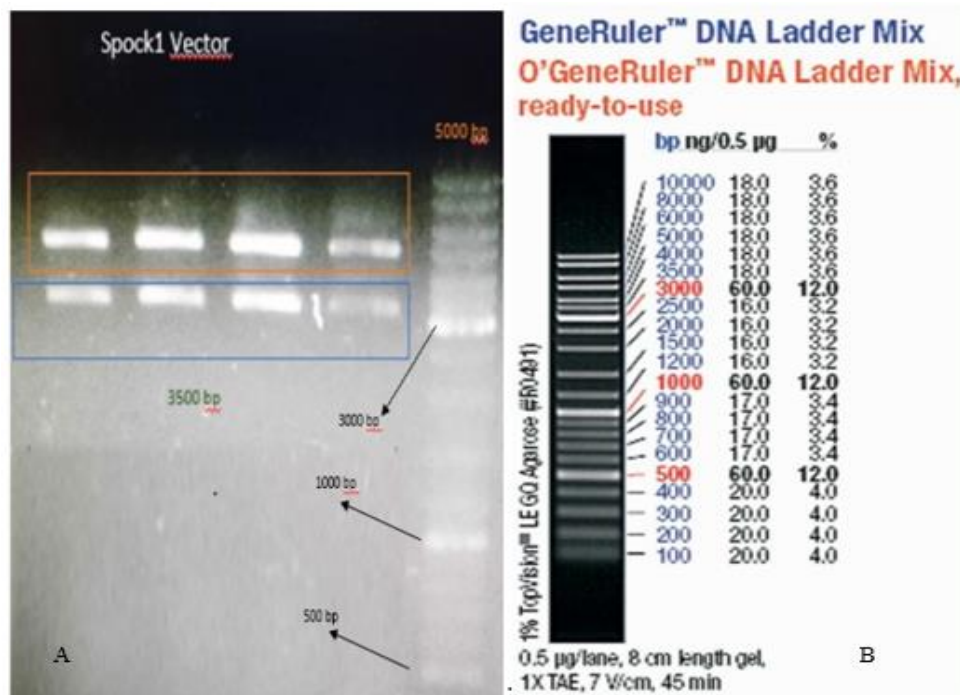 Spock1 Vector
5000 bp
3500 bp
3000 bp
1000 bp
500 bp
A
GeneRuler™ DNA Ladder Mix
O'GeneRuler™ DNA Ladder Mix,
ready-to-use
bp ng/0.5 µg %
10000 18.0 3.6
8000 18.0 3.6
6000 18.0 3.6
5000 18.0 3.6
4000 18.0 3.6
3500 18.0 3.6
3000 60.0 12.0
2500 16.0 3.2
2000 16.0 3.2
1500 16.0 3.2
1200 16.0 3.2
1000 60.0 12.0
900 17.0 3.4
800 17.0 3.4
700 17.0 3.4
600 17.0 3.4
500 60.0 12.0
400 20.0 4.0
300 20.0 4.0
200 20.0 4.0
100 20.0 4.0
1% TopVision™ LE GQ Agarose (#R0491)
0.5 µg/lane, 8 cm length gel,
1X TAE, 7 V/cm, 45 min
B